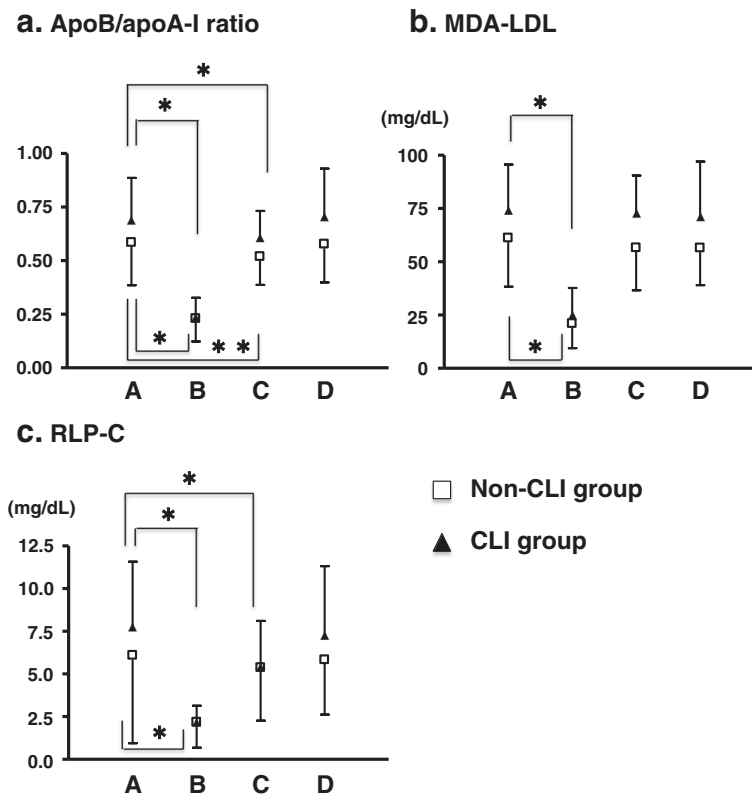 a. ApoB/apoA-I ratio
*
*
1.00
0.75
0.50
0.25
0.00
*
* *
A B C D
b. MDA-LDL
(mg/dL)
*
100
75
50
25
0
*
A B C D
c. RLP-C
(mg/dL)
*
*
12.5
10.0
7.5
5.0
2.5
0.0
*
A B C D
Non-CLI group
CLI group